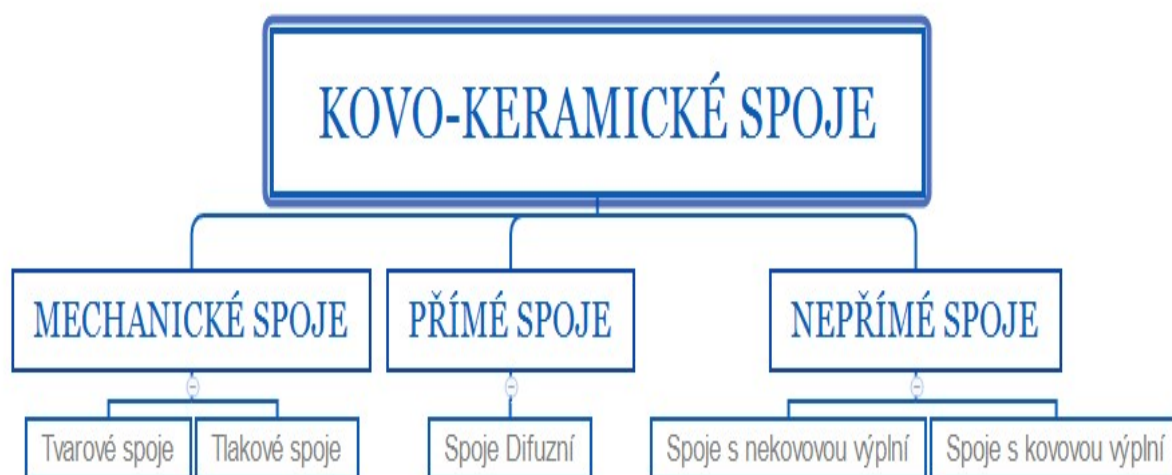 KOVO-KERAMICKÉ SPOJE
MECHANICKÉ SPOJE
PŘÍMÉ SPOJE
NEPŘÍMÉ SPOJE
Tvarové spoje
Tlakové spoje
Spoje Difuzní
Spoje s nekovovou výplní
Spoje s kovovou výplní